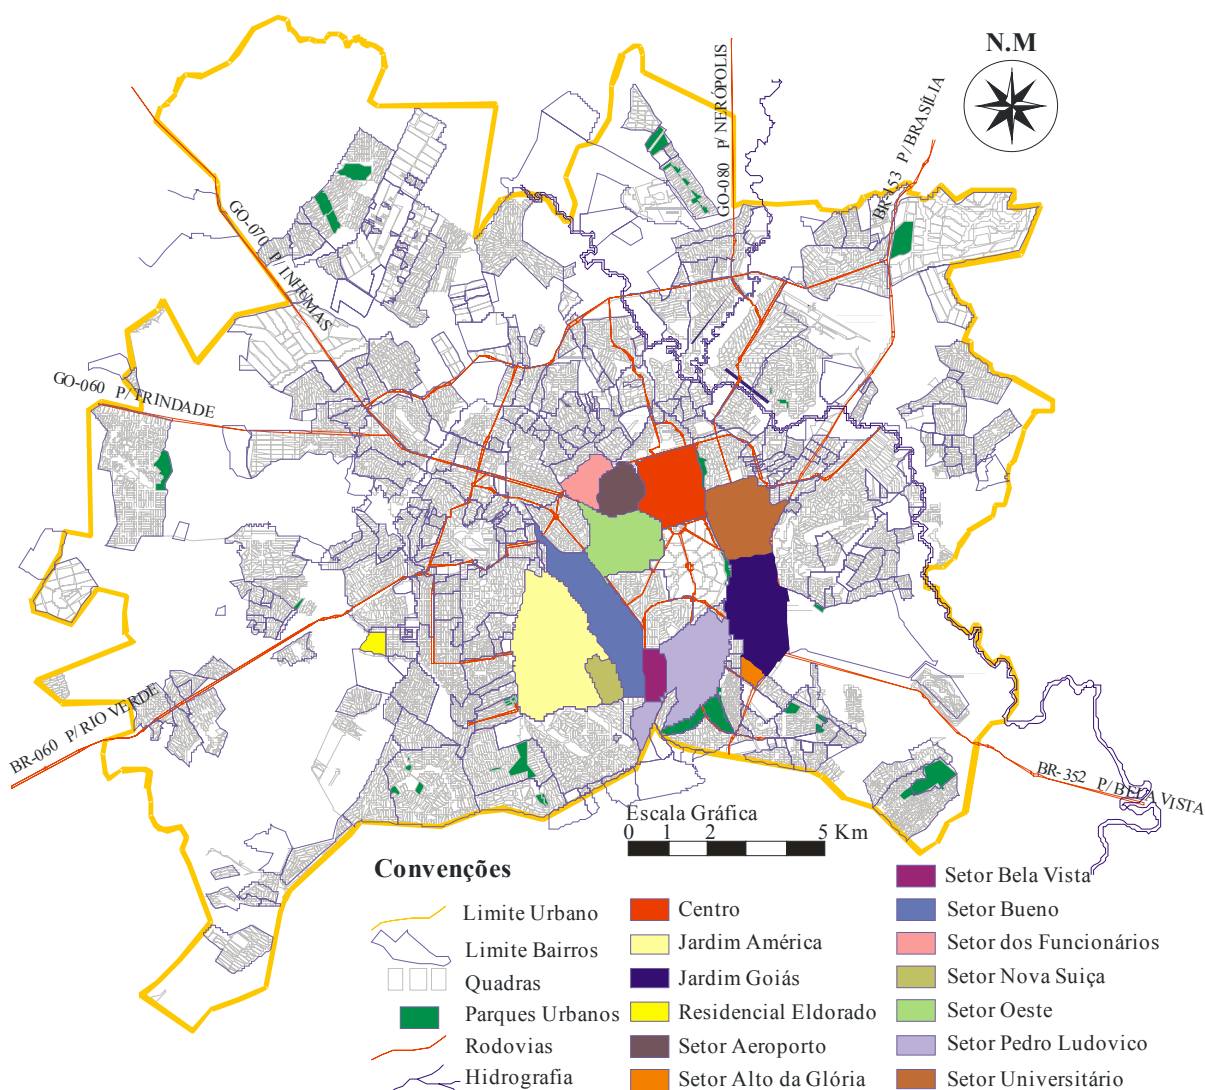 N.M
GO-080 P/ NERÓPOLIS
BR-153 P/ BRASÍLIA
GO-070 P/ INHUMAS
GO-060 P/TRINDADE
BR-060 P/ RIO VERDE
BR-352 P/ BELA VISTA
Escala Gráfica
0 1 2 5 Km
Convenções
Limite Urbano
Limite Bairros
Quadras
Parques Urbanos
Rodovias
Hidrografia
Centro
Jardim América
Jardim Goiás
Residencial Eldorado
Setor Aeroporto
Setor Alto da Glória
Setor Bela Vista
Setor Bueno
Setor dos Funcionários
Setor Nova Suiça
Setor Oeste
Setor Pedro Ludovico
Setor Universitário